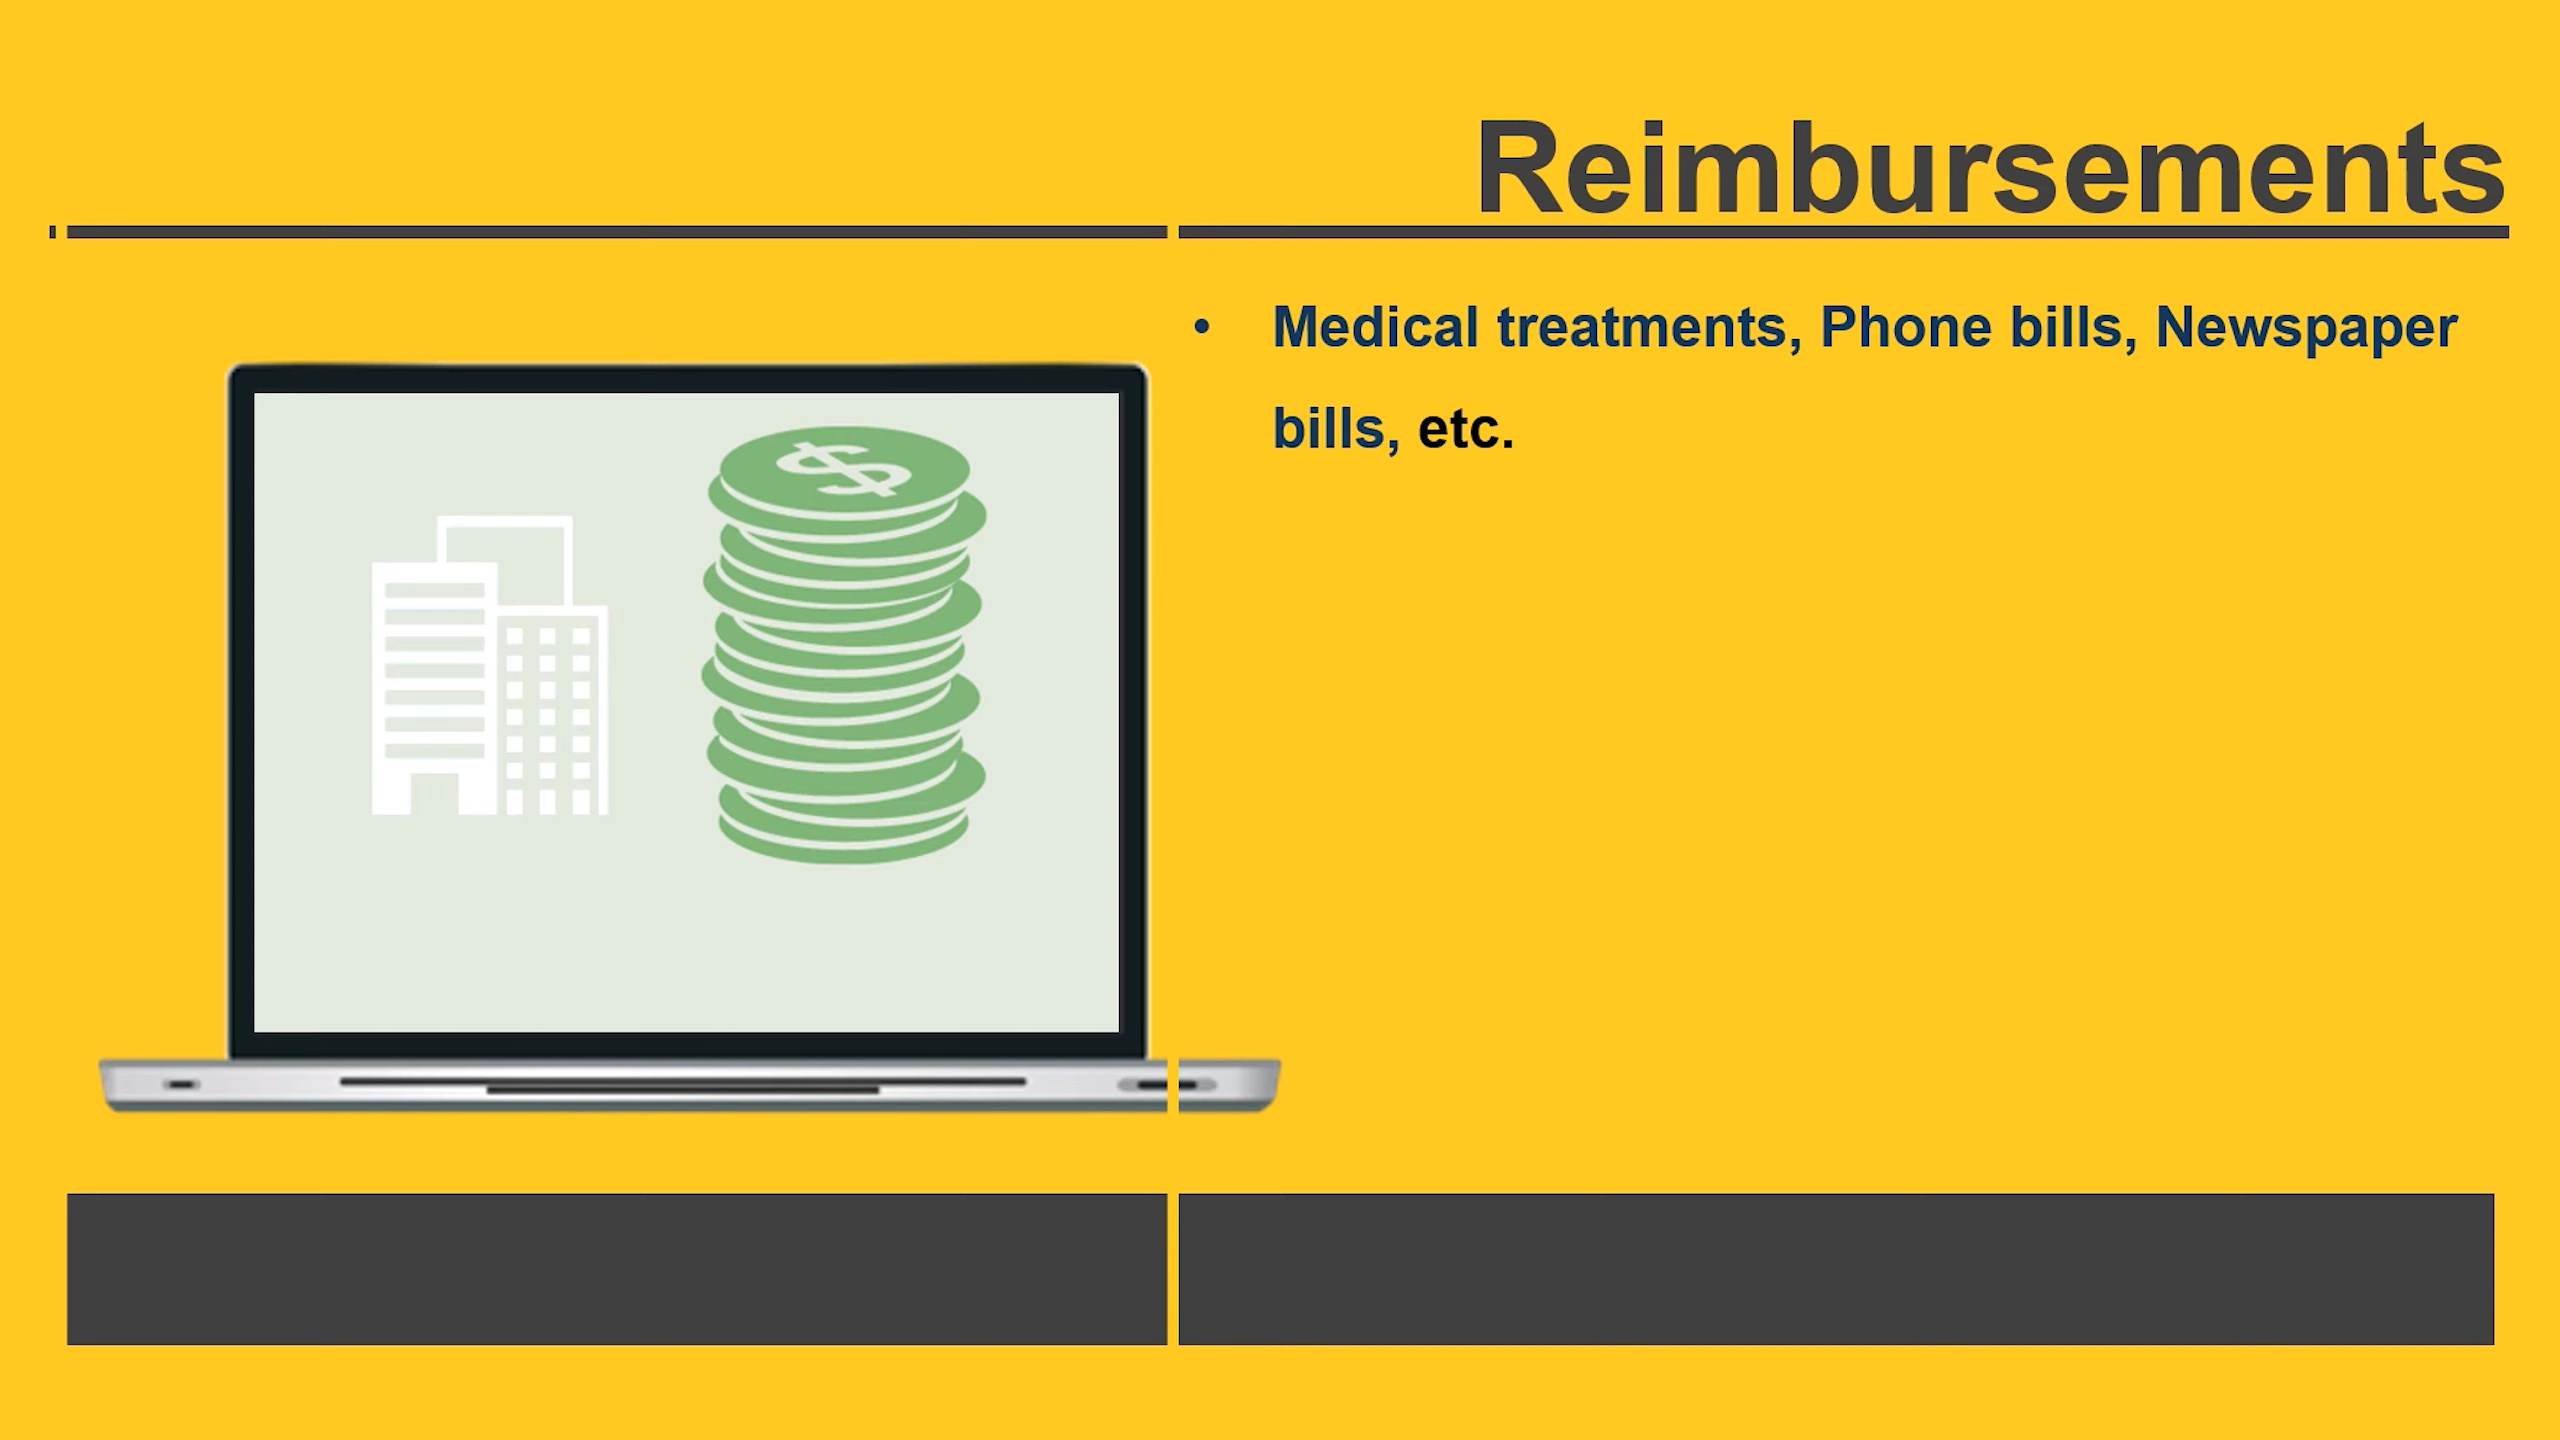 Reimbursements
• Medical treatments, Phone bills, Newspaper
bills, etc.
$